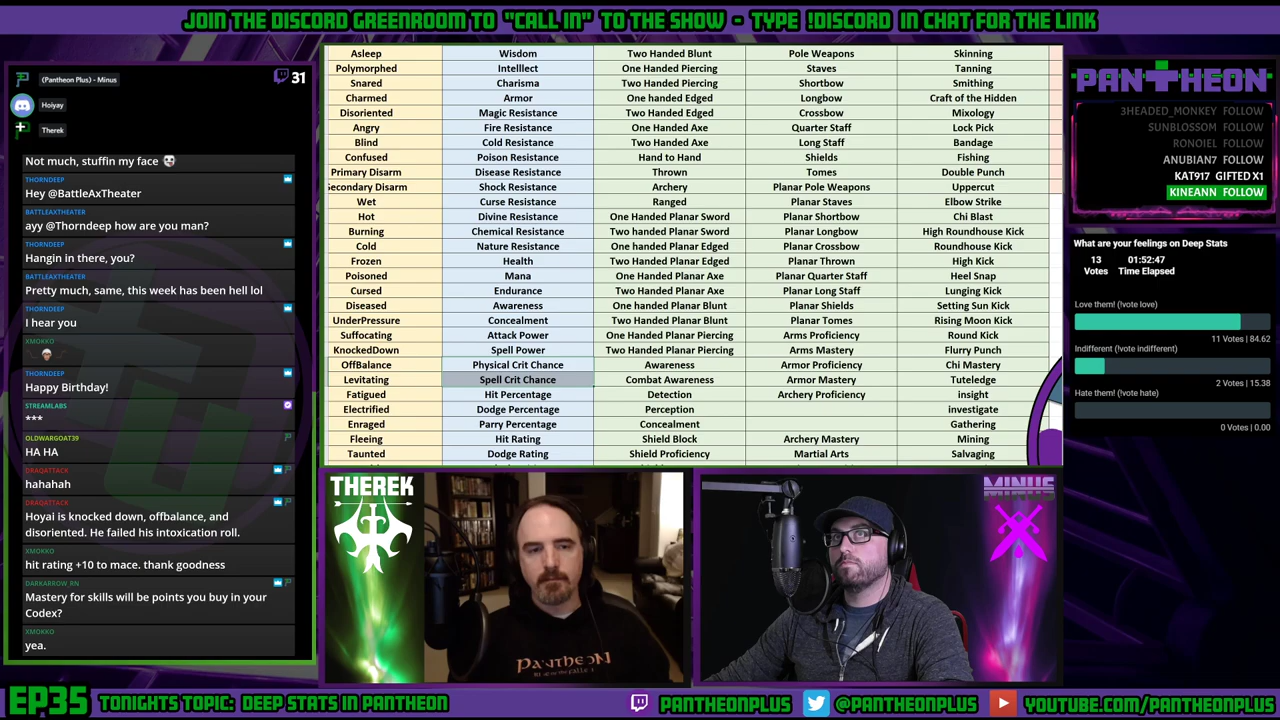 JOIN THE DISCORD GREENROOM TO "CALL IN" TO THE SHOW - TYPE !DISCORD IN CHAT FOR THE LINK
(Pantheon Plus) - Minus
31
Hoiyay
Therek
Not much, stuffin my face
THORNDEEP
Hey @BattleAxTheater
BATTLEAXTHEATER
ayy @Thorndeep how are you man?
THORNDEEP
Hangin in there, you?
BATTLEAXTHEATER
Pretty much, same, this week has been hell lol
THORNDEEP
I hear you
XMOKKO
THORNDEEP
Happy Birthday!
STREAMLABS
***
OLDWARGOAT39
HA HA
DRAGATTACK
hahahah
DRAGATTACK
Hoyai is knocked down, offbalance, and
disoriented. He failed his intoxication roll.
XMOKKO
hit rating +10 to mace. thank goodness
DARKARROW_RN
Mastery for skills will be points you buy in your
Codex?
XMOKKO
yea.
Asleep Wisdom Two Handed Blunt Pole Weapons Skinning
Polymorphed Intelllect One Handed Piercing Staves Tanning
Snared Charisma Two Handed Piercing Shortbow Smithing
Charmed Armor One handed Edged Longbow Craft of the Hidden
Disoriented Magic Resistance Two Handed Edged Crossbow Mixology
Angry Fire Resistance One Handed Axe Quarter Staff Lock Pick
Blind Cold Resistance Two Handed Axe Long Staff Bandage
Confused Poison Resistance Hand to Hand Shields Fishing
Primary Disarm Disease Resistance Thrown Tomes Double Punch
Secondary Disarm Shock Resistance Archery Planar Pole Weapons Uppercut
Wet Curse Resistance Ranged Planar Staves Elbow Strike
Hot Divine Resistance One Handed Planar Sword Planar Shortbow Chi Blast
Burning Chemical Resistance Two handed Planar Sword Planar Longbow High Roundhouse Kick
Cold Nature Resistance One handed Planar Edged Planar Crossbow Roundhouse Kick
Frozen Health Two Handed Planar Edged Planar Thrown High Kick
Poisoned Mana One Handed Planar Axe Planar Quarter Staff Heel Snap
Cursed Endurance Two Handed Planar Axe Planar Long Staff Lunging Kick
Diseased Awareness One handed Planar Blunt Planar Shields Setting Sun Kick
UnderPressure Concealment Two Handed Planar Blunt Planar Tomes Rising Moon Kick
Suffocating Attack Power One Handed Planar Piercing Arms Proficiency Round Kick
KnockedDown Spell Power Two Handed Planar Piercing Arms Mastery Flurry Punch
OffBalance Physical Crit Chance Awareness Armor Proficiency Chi Mastery
Levitating Spell Crit Chance Combat Awareness Armor Mastery Tuteledge
Fatigued Hit Percentage Detection Archery Proficiency insight
Electrified Dodge Percentage Perception investigate
Enraged Parry Percentage Concealment Gathering
Fleeing Hit Rating Shield Block Archery Mastery Mining
Taunted Dodge Rating Shield Proficiency Martial Arts Salvaging
PANTHEON
3HEADED_MONKEY FOLLOW
SUNBLOSSOM FOLLOW
RONOIEL FOLLOW
ANUBIAN7 FOLLOW
KAT917 GIFTED X1
KINEANN FOLLOW
What are your feelings on Deep Stats
13 01:52:47
Votes Time Elapsed
Love them! (!vote love)
11 Votes | 84.62
Indifferent (!vote indifferent)
2 Votes | 15.38
Hate them! (!vote hate)
0 Votes | 0.00
THEREK
PANTHEON
MINUS
EP35 TONIGHTS TOPIC: DEEP STATS IN PANTHEON
PANTHEONPLUS @PANTHEONPLUS YOUTUBE.COM/PANTHEONPLUS